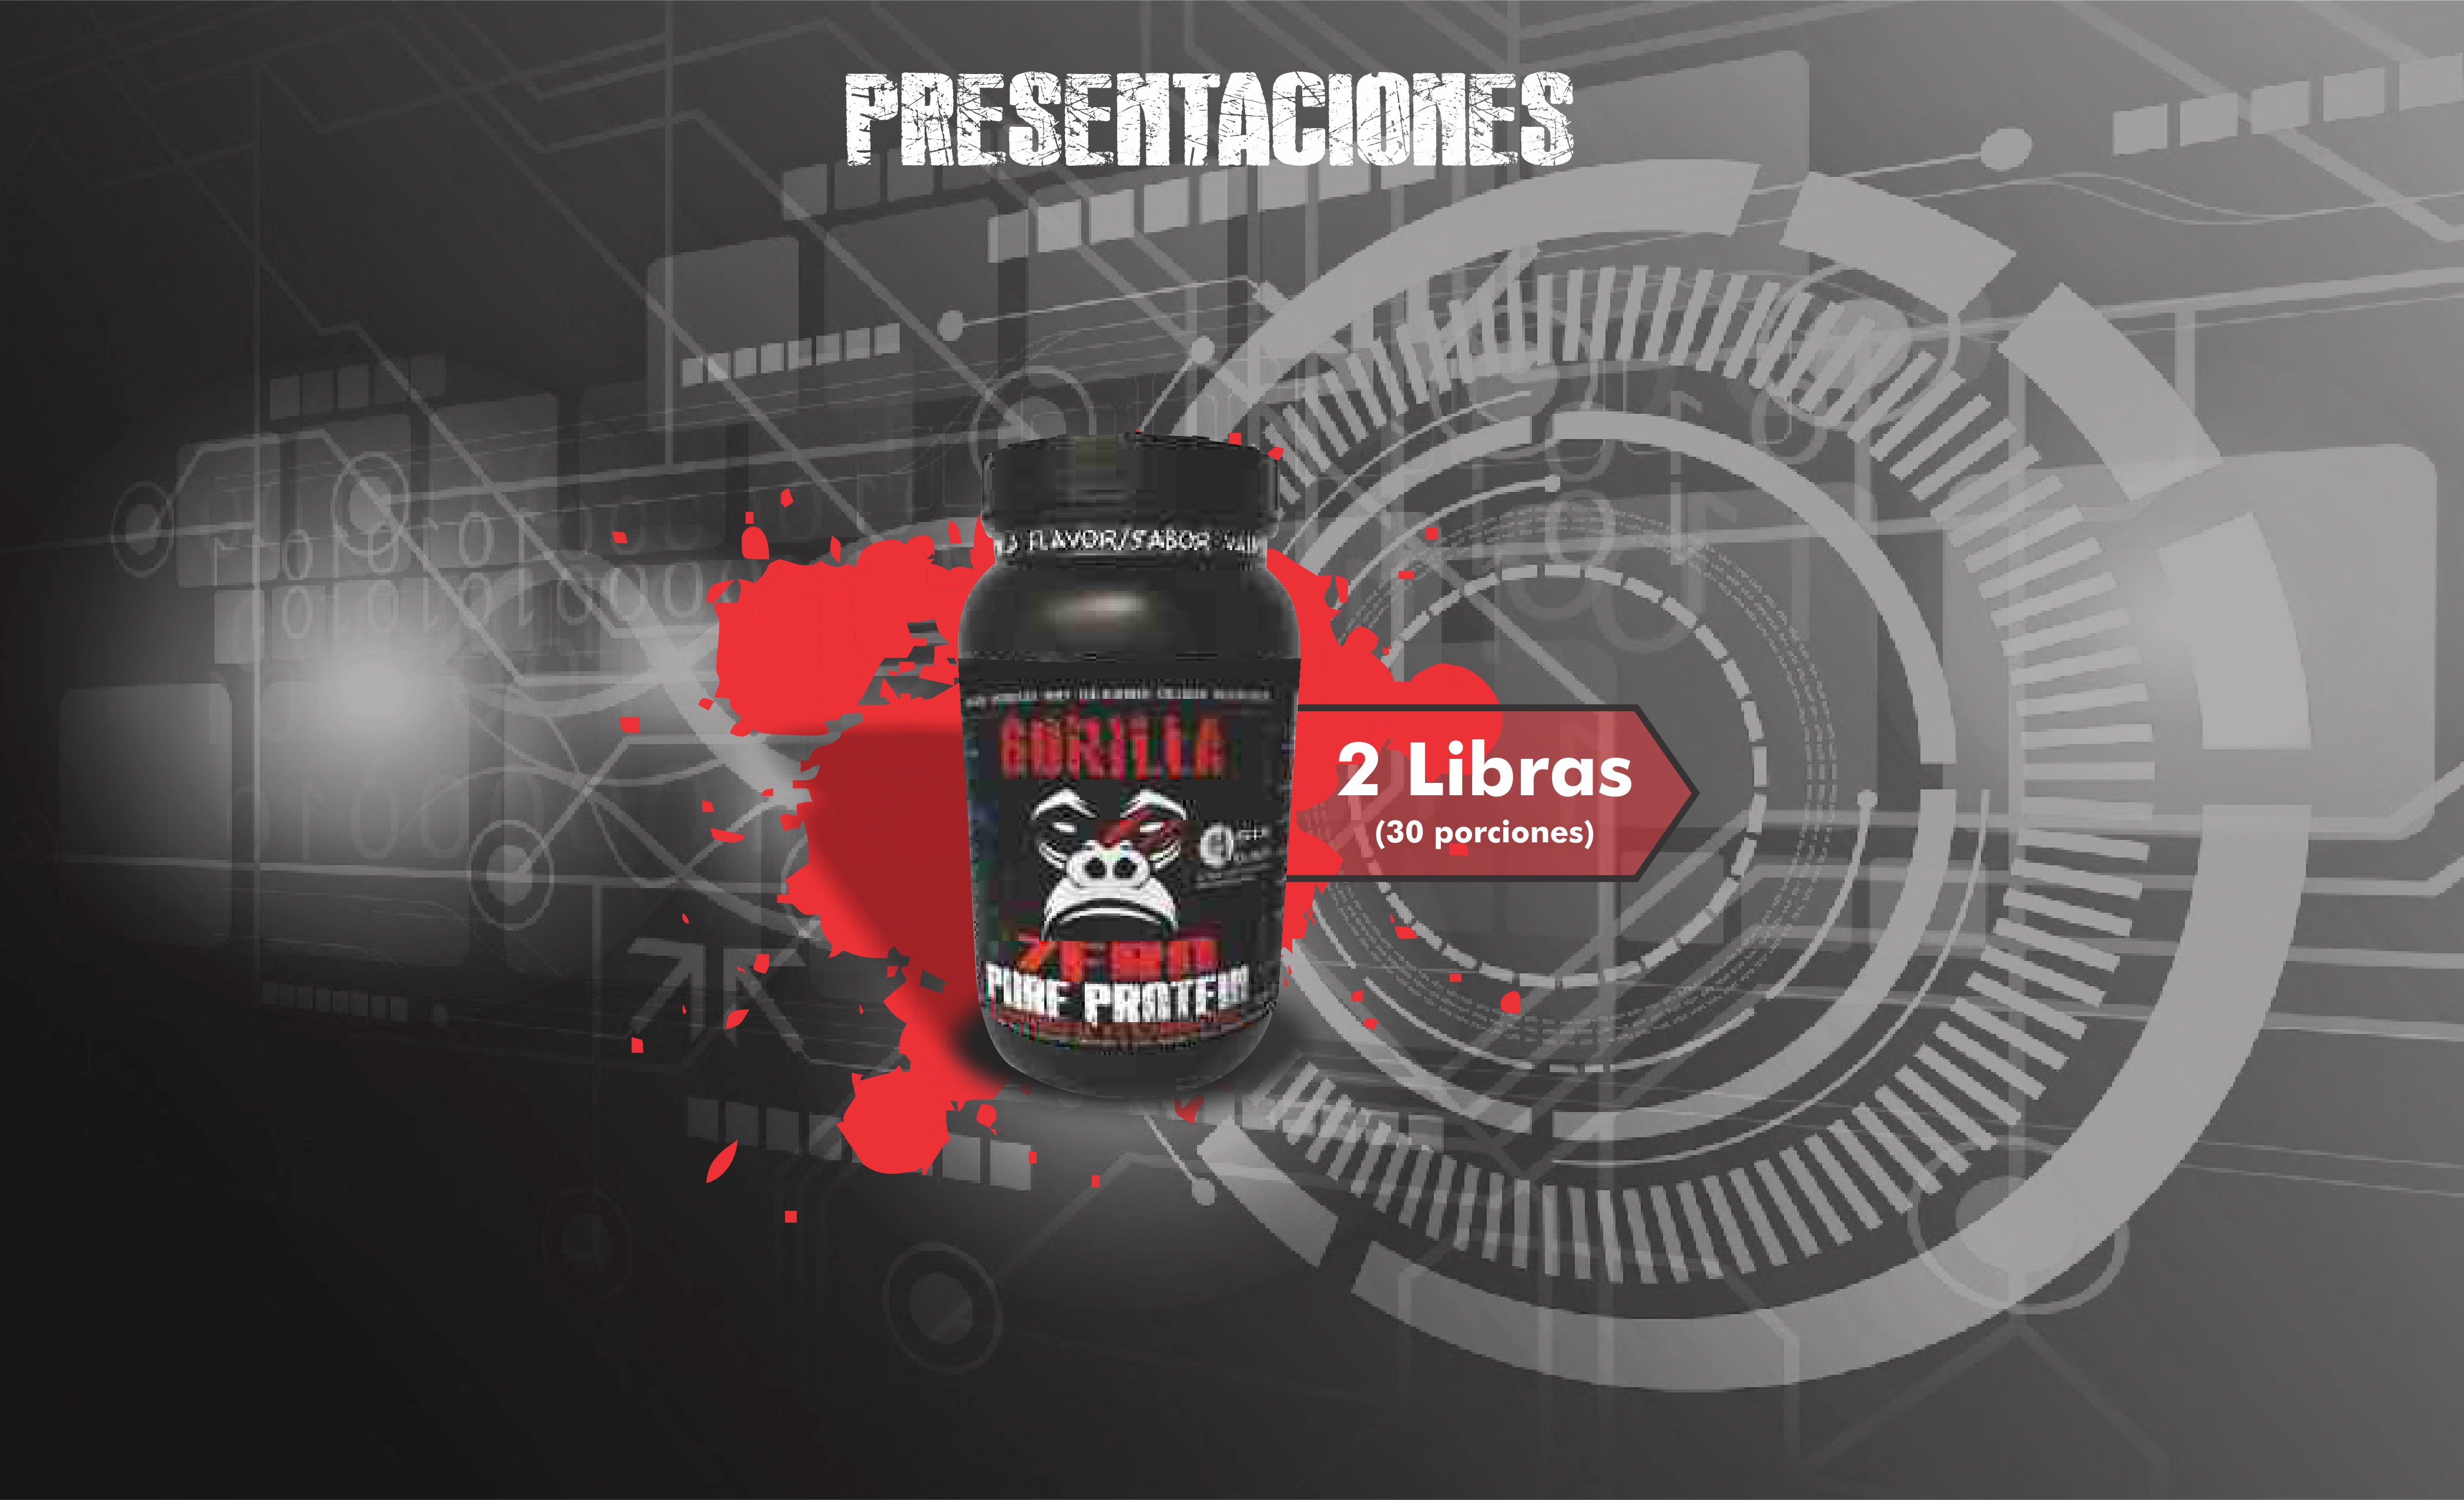 PRESENTACIONES
FLAVOR/SABOR
GORILLA
2 Libras
(30 porciones)
ZERO
PURE PROTEIN